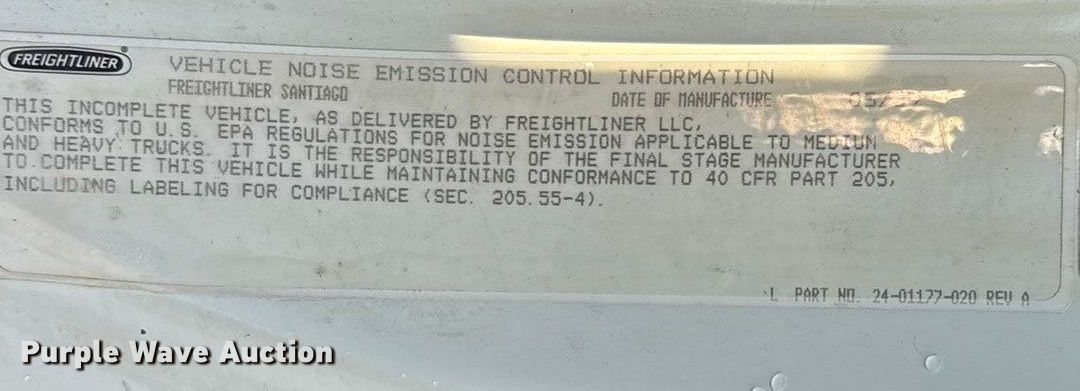 FREIGHTLINER®
VEHICLE NOISE EMISSION CONTROL INFORMATION
FREIGHTLINER SANTIAGO DATE OF MANUFACTURE
THIS INCOMPLETE VEHICLE, AS DELIVERED BY FREIGHTLINER LLC,
CONFORMS TO U.S. EPA REGULATIONS FOR NOISE EMISSION APPLICABLE TO MEDIUM
AND HEAVY TRUCKS. IT IS THE RESPONSIBILITY OF THE FINAL STAGE MANUFACTURER
TO COMPLETE THIS VEHICLE WHILE MAINTAINING CONFORMANCE TO 40 CFR PART 205,
INCLUDING LABELING FOR COMPLIANCE (SEC. 205.55-4).
PART NO. 24-01177-020 REV A
Purple Wave Auction